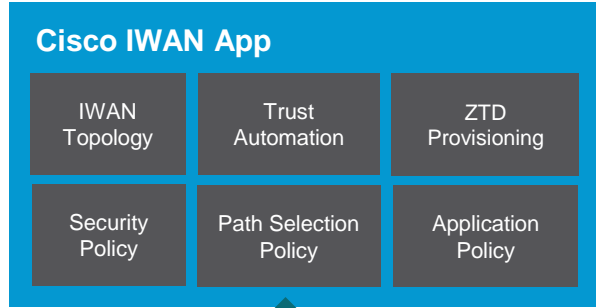 Cisco IWAN App
IWAN
Topology
Trust
Automation
ZTD
Provisioning
Security
Policy
Path Selection
Policy
Application
Policy